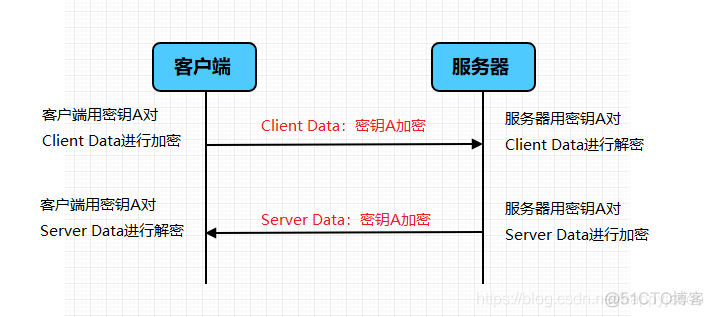 客户端
服务器
客户端用密钥A对
Client Data进行加密
Client Data：密钥A加密
服务器用密钥A对
Client Data进行解密
客户端用密钥A对
Server Data进行解密
Server Data：密钥A加密
服务器用密钥A对
Server Data进行加密
@51CTO博客